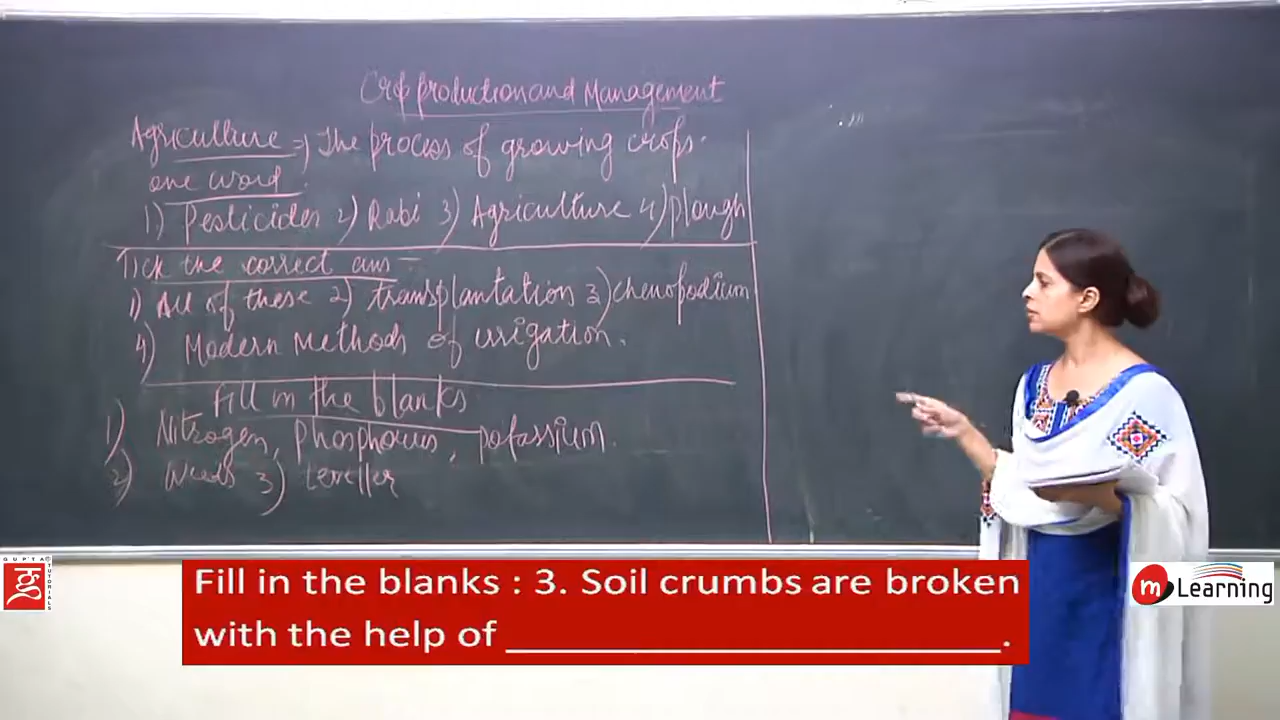 Crop production and Management
Agriculture => The process of growing crops.
one word
1) Pesticides 2) Rabi 3) Agriculture 4) plough
Tick the correct ans -
1) All of these 2) transplantation 3) chenopodium
4) Modern Methods of irrigation.
Fill in the blanks
1) Nitrogen, phosphorus, potassium.
2) Weeds 3) leveller
Fill in the blanks : 3. Soil crumbs are broken
with the help of ____________________.
GUPTA TUTORIALS
m Learning